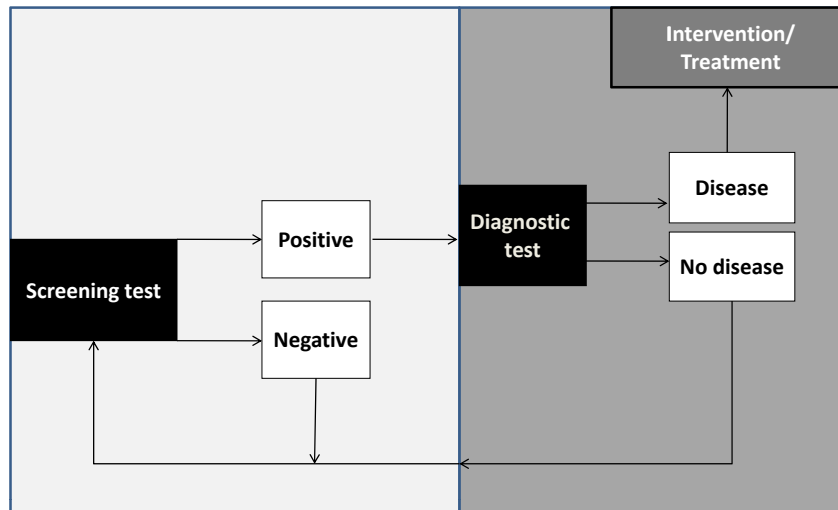 Intervention/
Treatment
Disease
Diagnostic
test
Positive
No disease
Screening test
Negative